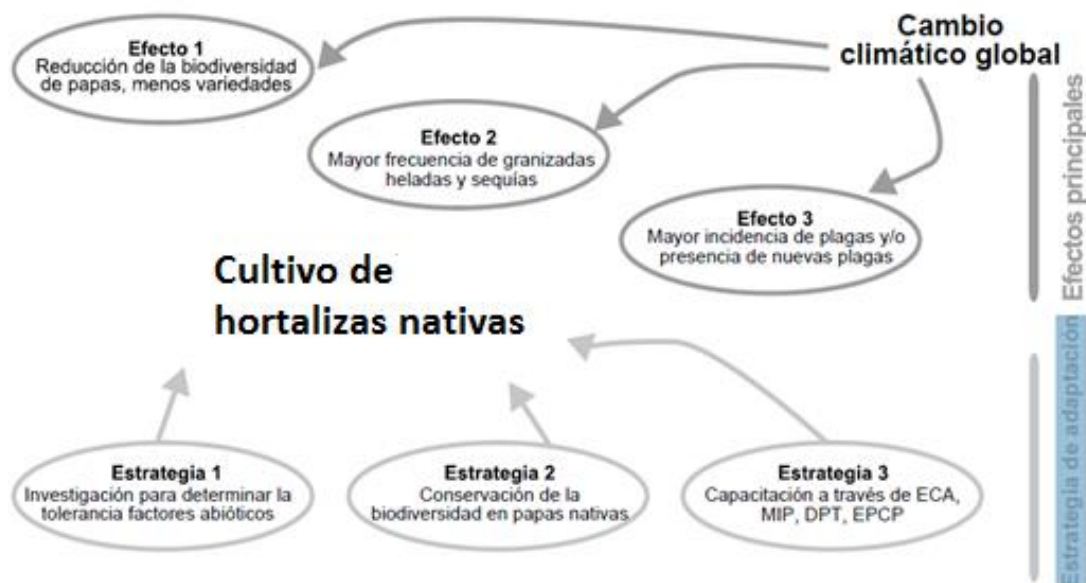 Cambio
climático global
Efecto 1
Reducción de la biodiversidad
de papas, menos variedades
Efecto 2
Mayor frecuencia de granizadas
heladas y sequías
Efecto 3
Mayor incidencia de plagas y/o
presencia de nuevas plagas
Efectos principales
Cultivo de
hortalizas nativas
Estrategia 1
Investigación para determinar la
tolerancia factores abióticos
Estrategia 2
Conservación de la
biodiversidad en papas nativas
Estrategia 3
Capacitación a través de ECA,
MIP, DPT, EPCP
Estrategia de adaptación